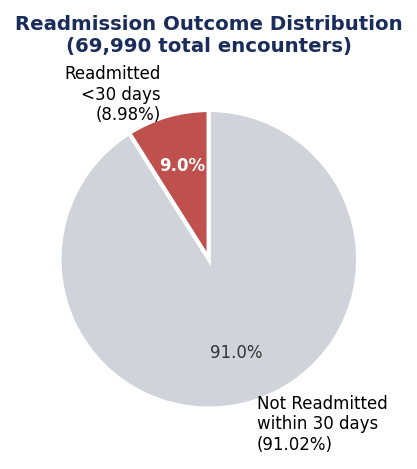 Readmission Outcome Distribution
(69,990 total encounters)
Readmitted
<30 days
(8.98%)
9.0%
91.0%
Not Readmitted
within 30 days
(91.02%)